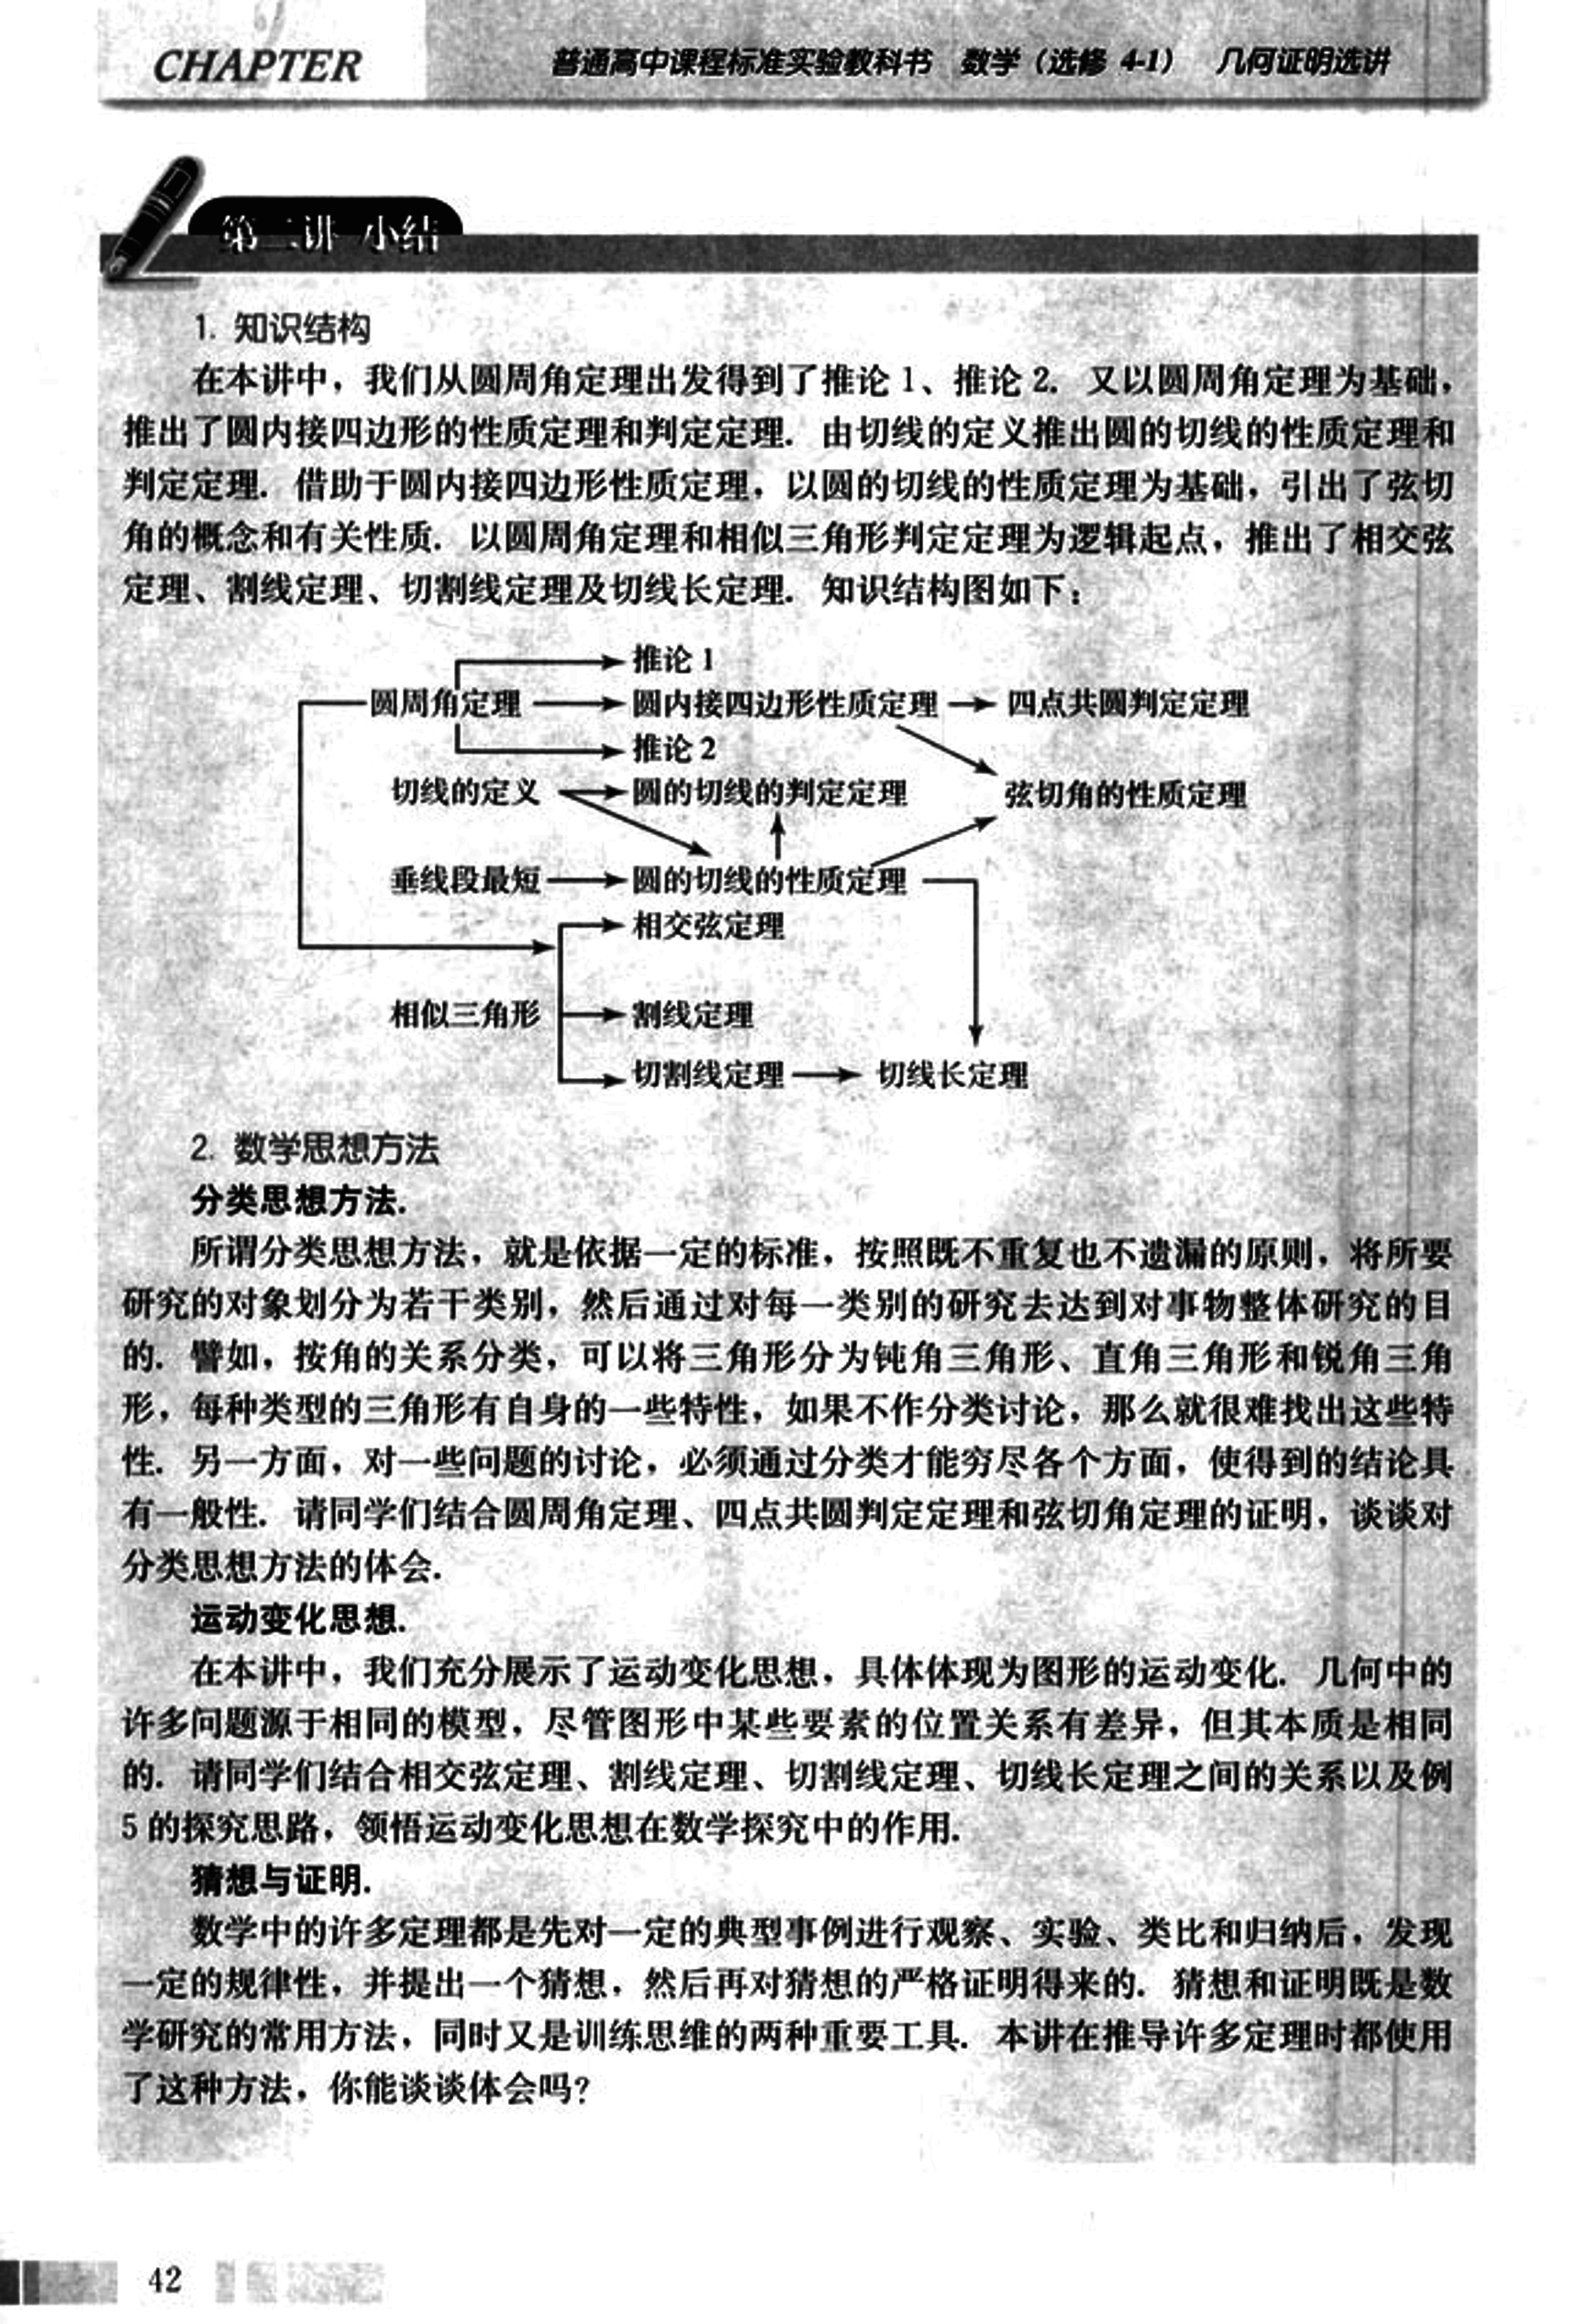 CHAPTER
普通高中课程标准实验教科书 数学（选修 4-1） 几何证明选讲
第二讲 小结
1. 知识结构
在本讲中，我们从圆周角定理出发得到了推论 1、推论 2. 又以圆周角定理为基础，
推出了圆内接四边形的性质定理和判定定理. 由切线的定义推出圆的切线的性质定理和
判定定理. 借助于圆内接四边形性质定理，以圆的切线的性质定理为基础，引出了弦切
角的概念和有关性质. 以圆周角定理和相似三角形判定定理为逻辑起点，推出了相交弦
定理、割线定理、切割线定理及切线长定理. 知识结构图如下：
推论 1
圆周角定理 圆内接四边形性质定理 四点共圆判定定理
推论 2
切线的定义 圆的切线的判定定理 弦切角的性质定理
垂线段最短 圆的切线的性质定理
相交弦定理
相似三角形 割线定理
切割线定理 切线长定理
2. 数学思想方法
分类思想方法.
所谓分类思想方法，就是依据一定的标准，按照既不重复也不遗漏的原则，将所要
研究的对象划分为若干类别，然后通过对每一类别的研究去达到对事物整体研究的目
的. 譬如，按角的关系分类，可以将三角形分为钝角三角形、直角三角形和锐角三角
形，每种类型的三角形有自身的一些特性，如果不作分类讨论，那么就很难找出这些特
性. 另一方面，对一些问题的讨论，必须通过分类才能穷尽各个方面，使得到的结论具
有一般性. 请同学们结合圆周角定理、四点共圆判定定理和弦切角定理的证明，谈谈对
分类思想方法的体会.
运动变化思想.
在本讲中，我们充分展示了运动变化思想，具体体现为图形的运动变化. 几何中的
许多问题源于相同的模型，尽管图形中某些要素的位置关系有差异，但其本质是相同
的. 请同学们结合相交弦定理、割线定理、切割线定理、切线长定理之间的关系以及例
5 的探究思路，领悟运动变化思想在数学探究中的作用.
猜想与证明.
数学中的许多定理都是先对一定的典型事例进行观察、实验、类比和归纳后，发现
一定的规律性，并提出一个猜想，然后再对猜想的严格证明得来的. 猜想和证明既是数
学研究的常用方法，同时又是训练思维的两种重要工具. 本讲在推导许多定理时都使用
了这种方法，你能谈谈体会吗?
42